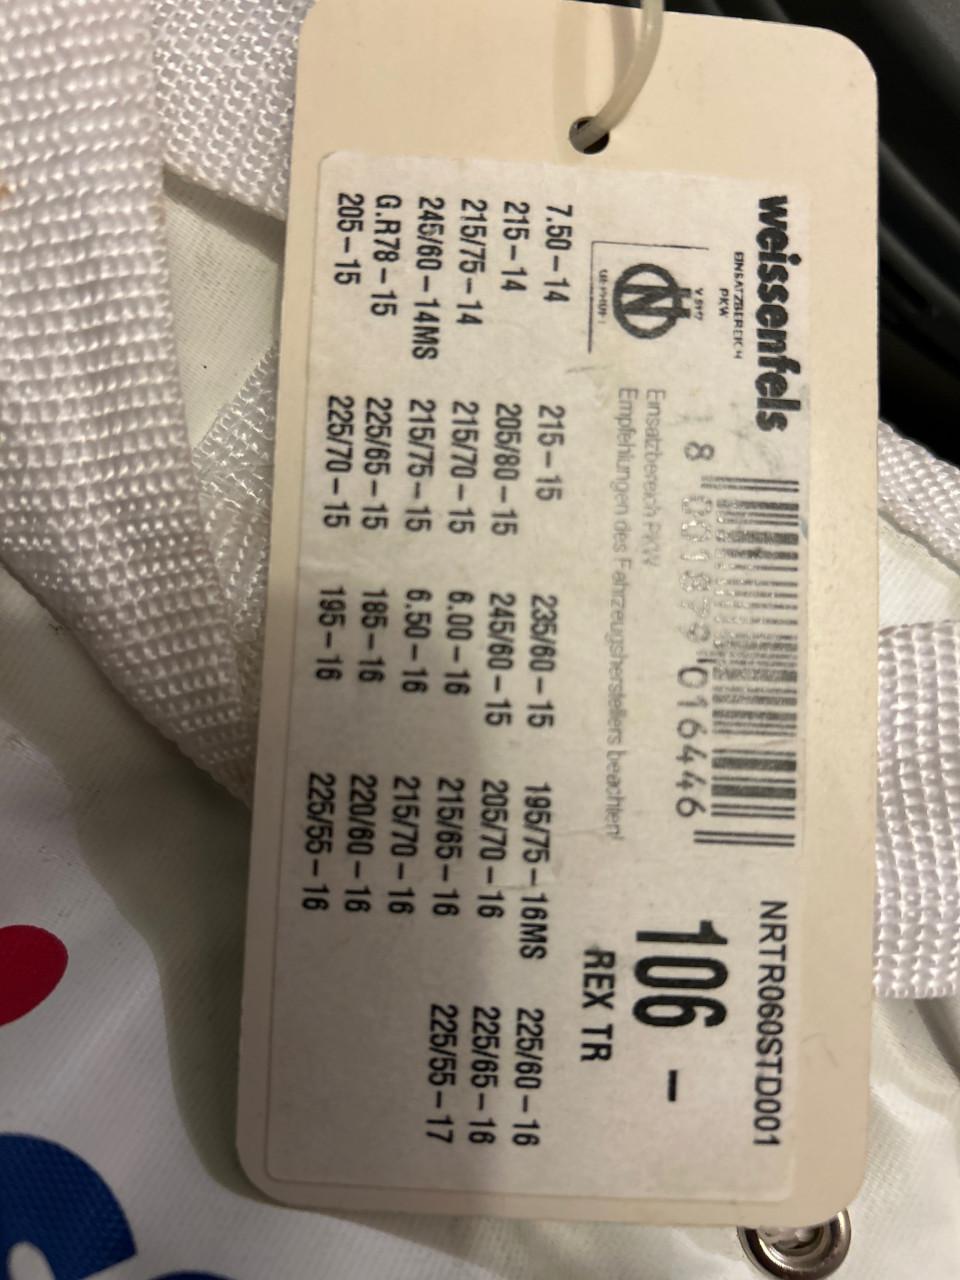 weissenfels
NRTR060STD001
EINSATZBEREICH
PKW
V 5117
8 001979 016446
106 –
REX TR
Einsatzbereich PKW
Empfehlungen des Fahrzeugherstellers beachten!
7.50–14
215–14
215/75–14
245/60–14MS
G.R78–15
205–15
215–15
205/80–15
215/70–15
215/75–15
225/65–15
225/70–15
235/60–15
245/60–15
6.00–16
6.50–16
185–16
195–16
195/75–16MS
205/70–16
215/65–16
215/70–16
220/60–16
225/55–16
225/60–16
225/65–16
225/55–17